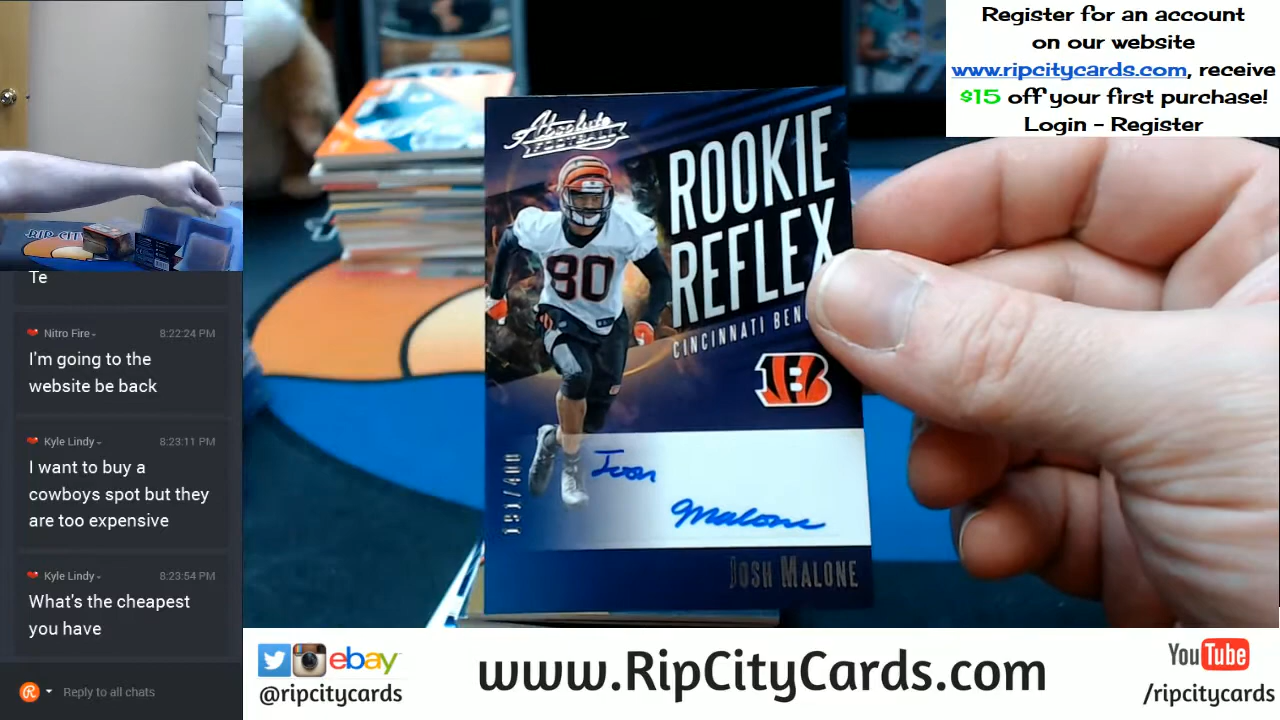 Register for an account
on our website
www.ripcitycards.com, receive
$15 off your first purchase!
Login - Register
RIP CITY
Te
Nitro Fire
8:22:24 PM
I'm going to the
website be back
Kyle Lindy
8:23:11 PM
I want to buy a
cowboys spot but they
are too expensive
Kyle Lindy
8:23:54 PM
What's the cheapest
you have
Reply to all chats
Absolute
FOOTBALL
ROOKIE
REFLEX
CINCINNATI BEN
B
80
191/400
Josh
Malone
JOSH MALONE
ebay
@ripcitycards
www.RipCityCards.com
YouTube
/ripcitycards